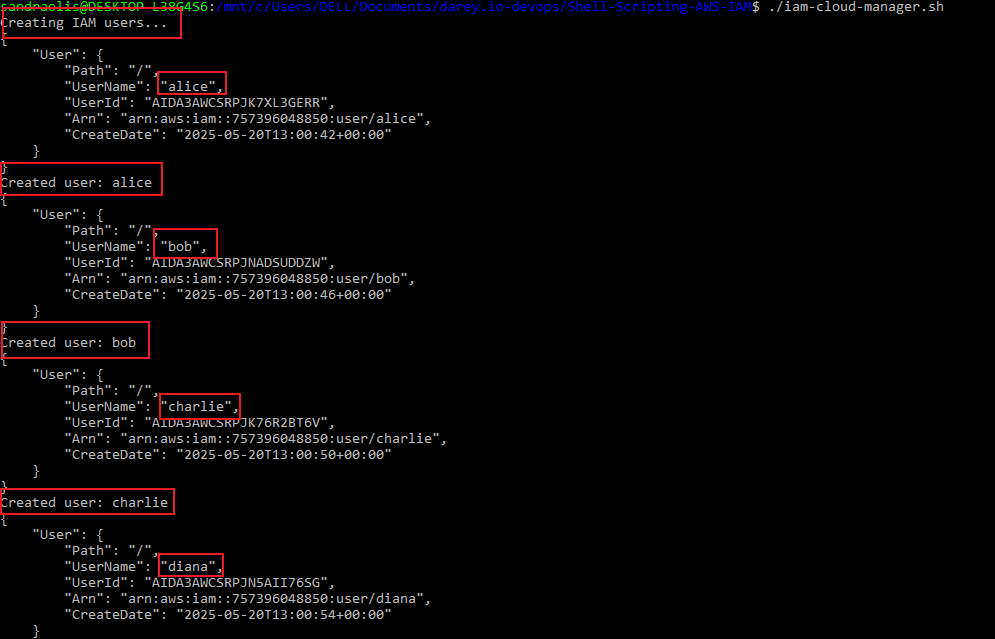 sandraolis@DESKTOP-L38G4S6:/mnt/c/Users/DELL/Documents/darey.io-devops/Shell-Scripting-AWS-IAM$ ./iam-cloud-manager.sh
Creating IAM users...
{
    "User": {
        "Path": "/",
        "UserName": "alice",
        "UserId": "AIDA3AWCSRPJK7XL3GERR",
        "Arn": "arn:aws:iam::757396048850:user/alice",
        "CreateDate": "2025-05-20T13:00:42+00:00"
    }
}
Created user: alice
{
    "User": {
        "Path": "/",
        "UserName": "bob",
        "UserId": "AIDA3AWCSRPJNADSUDDZW",
        "Arn": "arn:aws:iam::757396048850:user/bob",
        "CreateDate": "2025-05-20T13:00:46+00:00"
    }
}
Created user: bob
{
    "User": {
        "Path": "/",
        "UserName": "charlie",
        "UserId": "AIDA3AWCSRPJK76R2BT6V",
        "Arn": "arn:aws:iam::757396048850:user/charlie",
        "CreateDate": "2025-05-20T13:00:50+00:00"
    }
}
Created user: charlie
{
    "User": {
        "Path": "/",
        "UserName": "diana",
        "UserId": "AIDA3AWCSRPJN5AII76SG",
        "Arn": "arn:aws:iam::757396048850:user/diana",
        "CreateDate": "2025-05-20T13:00:54+00:00"
    }